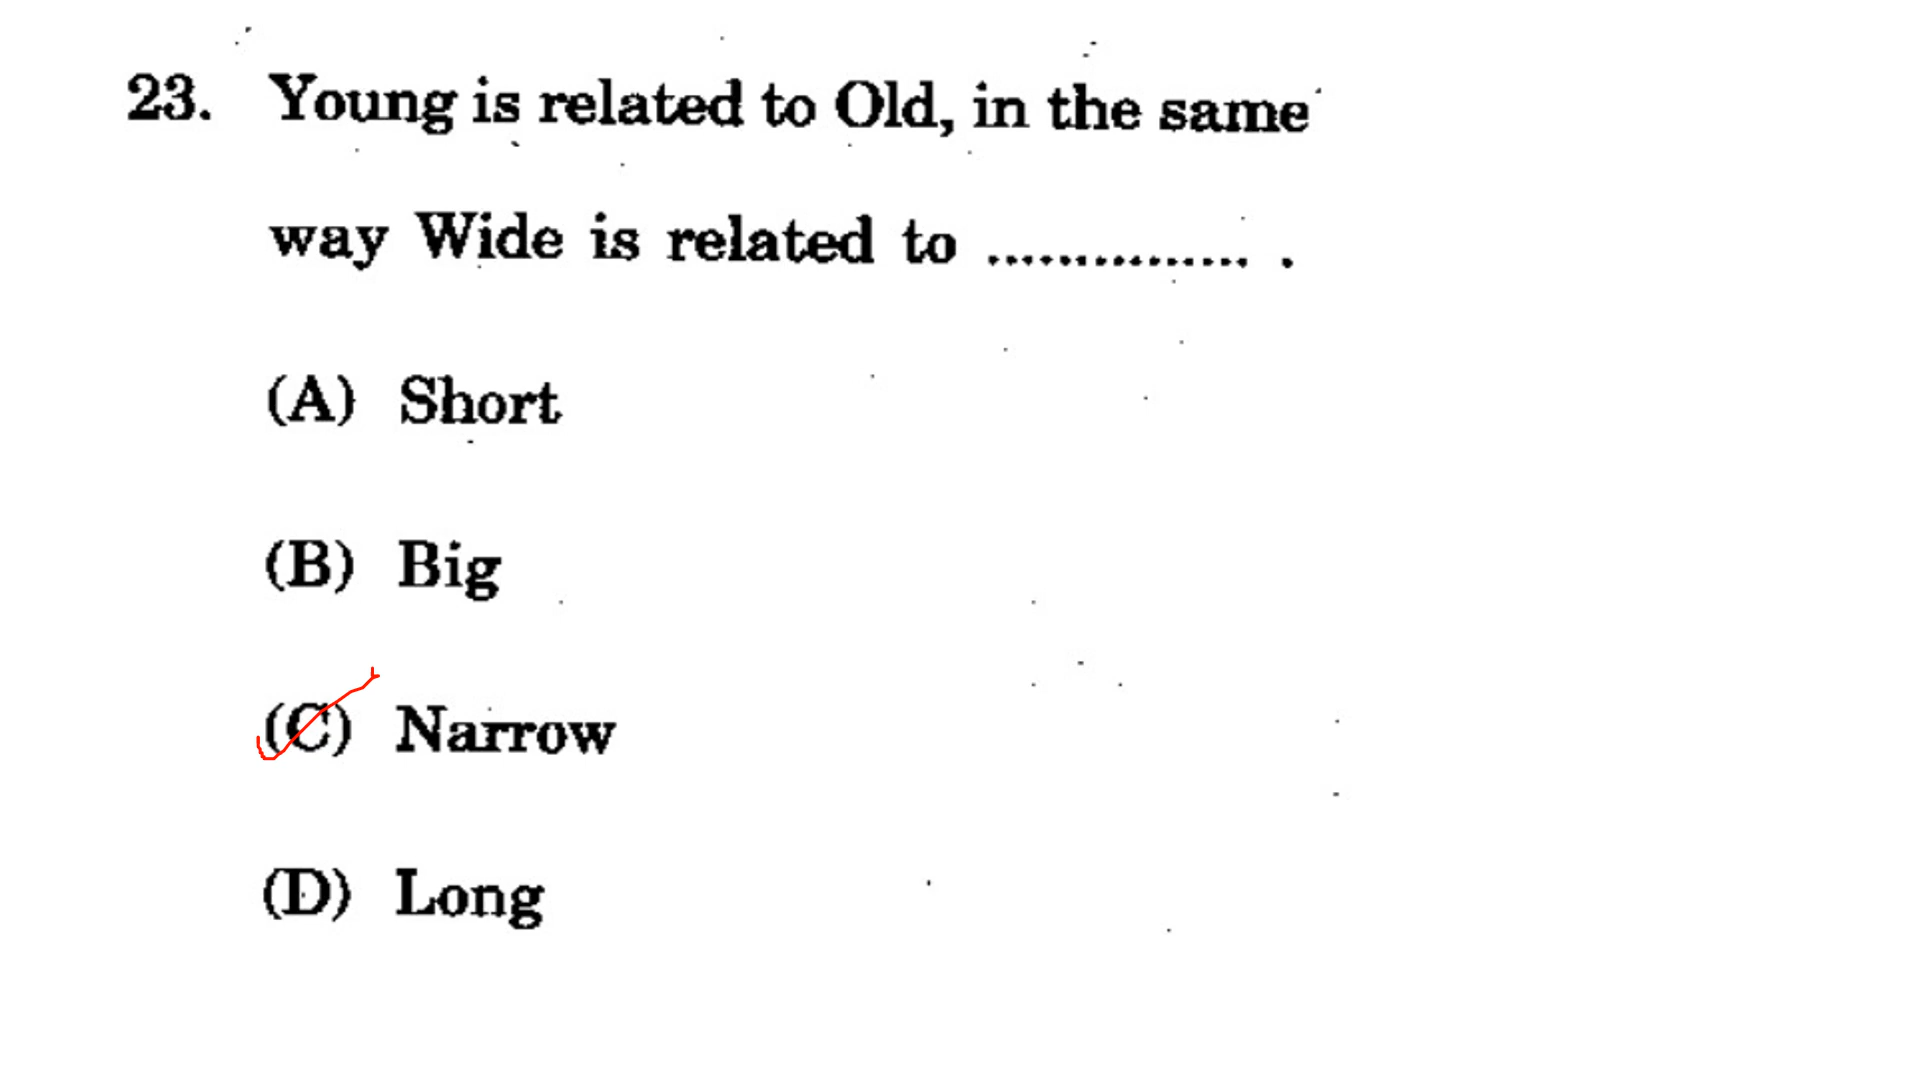 23. Young is related to Old, in the same
way Wide is related to ............... .
(A) Short
(B) Big
(C) Narrow
(D) Long